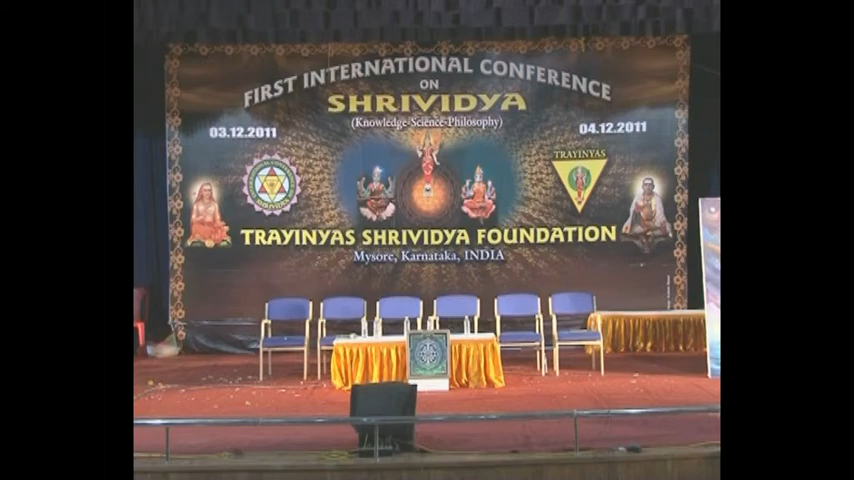 FIRST INTERNATIONAL CONFERENCE
ON
SHRIVIDYA
(Knowledge-Science-Philosophy)
03.12.2011
04.12.2011
TRAYINYAS
TRAYINYAS SHRIVIDYA FOUNDATION
Mysore, Karnataka, INDIA